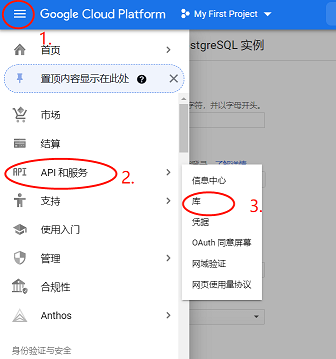 Google Cloud Platform
My First Project
1.
首页
stgreSQL 实例
置顶内容显示在此处
字符，并以字母开头。
市场
结算
API
API 和服务
2.
了解详情
信息中心
支持
库
3.
使用入门
凭据
OAuth 同意屏幕
管理
网域验证
合规性
网页使用量协议
Anthos
身份验证与安全